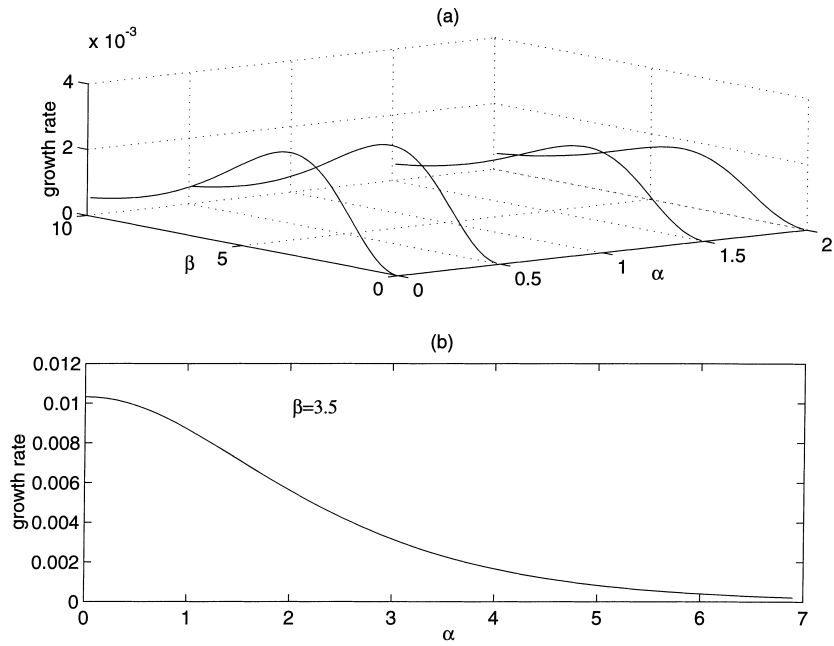 (a)
x 10-3
growth rate
4
2
0
10
β
5
0
0
0.5
1
α
1.5
2
(b)
growth rate
0.012
0.01
0.008
0.006
0.004
0.002
0
β=3.5
0 1 2 3 4 5 6 7
α